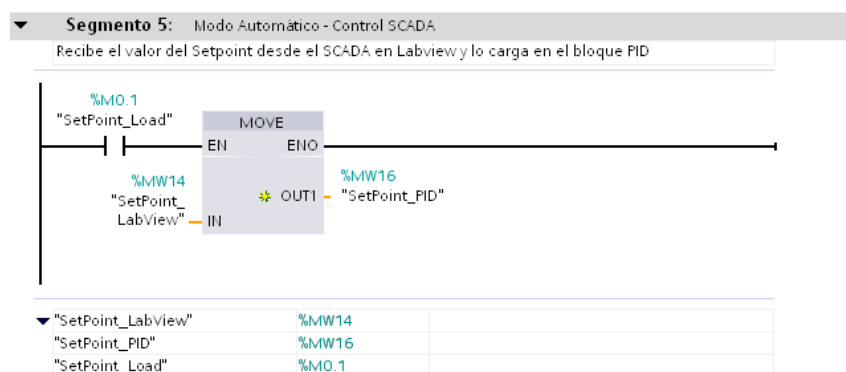 Segmento 5: Modo Automático - Control SCADA
Recibe el valor del Setpoint desde el SCADA en Labview y lo carga en el bloque PID
%M0.1
"SetPoint_Load"
MOVE
EN ENO
%MW14
"SetPoint_
LabView"
IN
OUT1
%MW16
"SetPoint_PID"
"SetPoint_LabView" %MW14
"SetPoint_PID" %MW16
"SetPoint_Load" %M0.1